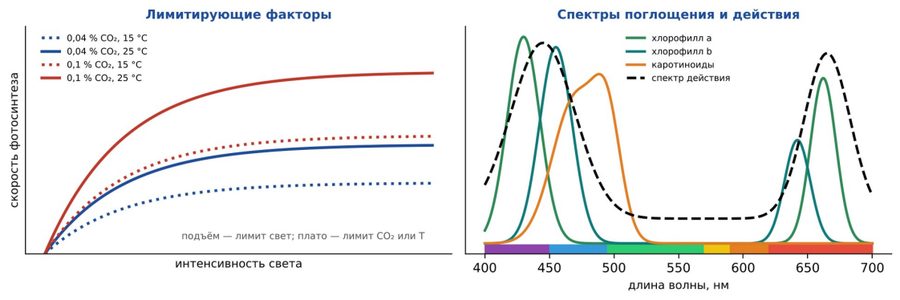 Лимитирующие факторы
0,04 % CO₂, 15 °C
0,04 % CO₂, 25 °C
0,1 % CO₂, 15 °C
0,1 % CO₂, 25 °C
скорость фотосинтеза
подъём — лимит свет; плато — лимит CO₂ или T
интенсивность света
Спектры поглощения и действия
хлорофилл a
хлорофилл b
каротиноиды
спектр действия
400 450 500 550 600 650 700
длина волны, нм